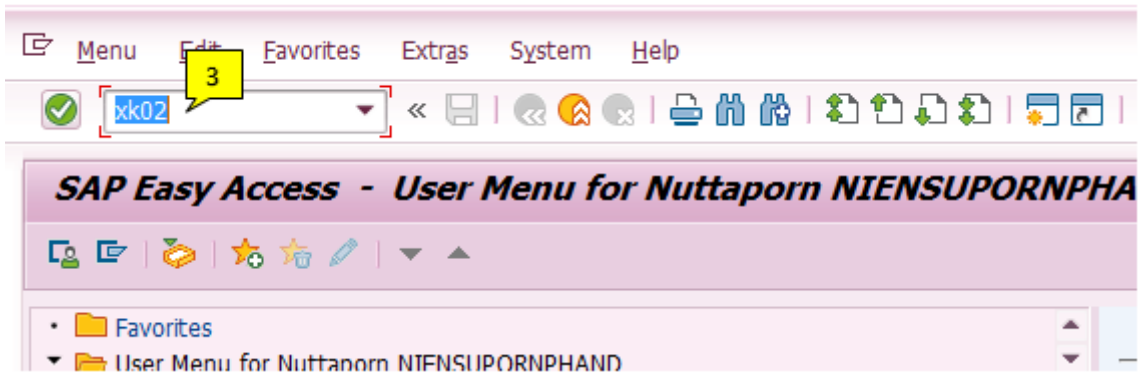 Menu Edit Favorites Extras System Help
3
xk02
SAP Easy Access - User Menu for Nuttaporn NIENSUPORNPHA
Favorites
User Menu for Nuttaporn NIENSUPORNPHAND